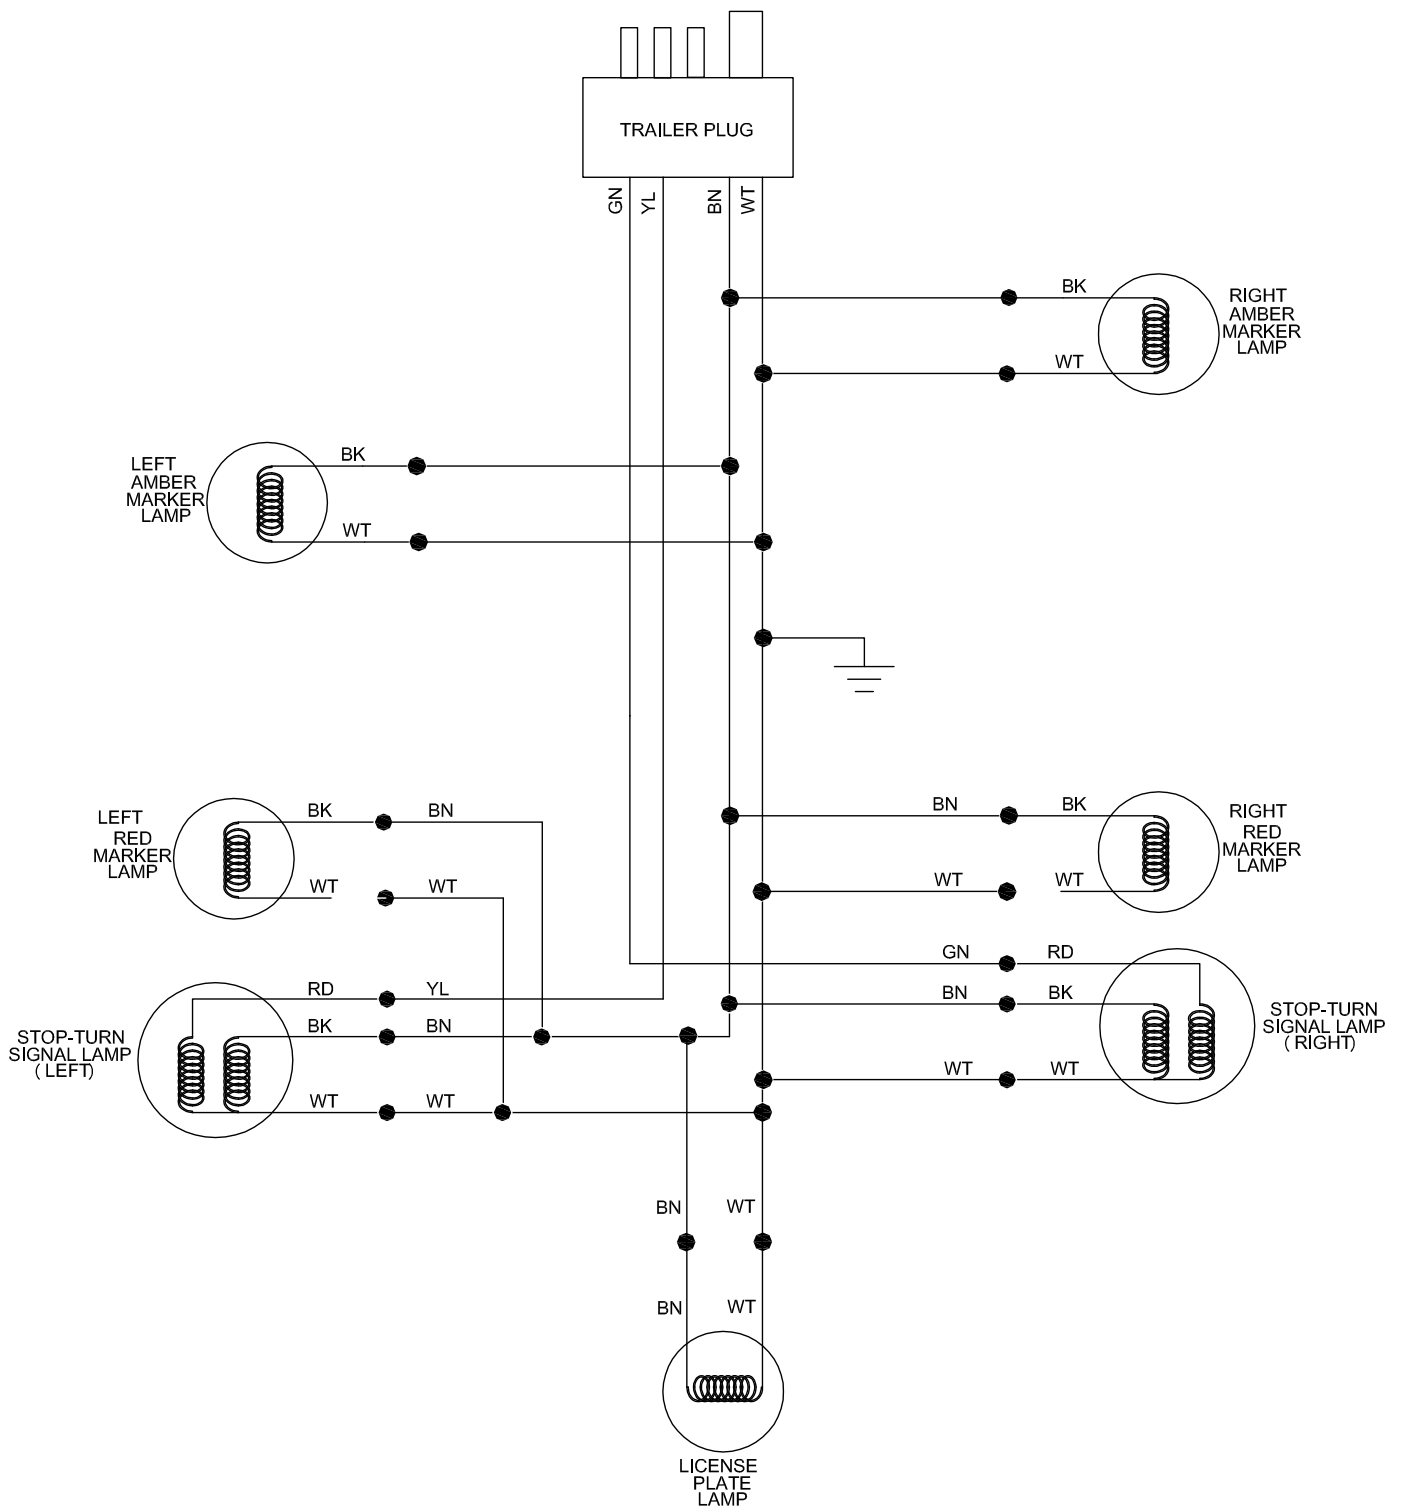 TRAILER PLUG
GN
YL
BN
WT
BK
RIGHT
AMBER
MARKER
LAMP
WT
LEFT
AMBER
MARKER
LAMP
BK
WT
LEFT
RED
MARKER
LAMP
BK
BN
WT
WT
BN
BK
RIGHT
RED
MARKER
LAMP
WT
WT
GN
RD
BN
BK
STOP-TURN
SIGNAL LAMP
( RIGHT)
WT
WT
RD
YL
STOP-TURN
SIGNAL LAMP
( LEFT)
BK
BN
WT
WT
BN
WT
BN
WT
LICENSE
PLATE
LAMP